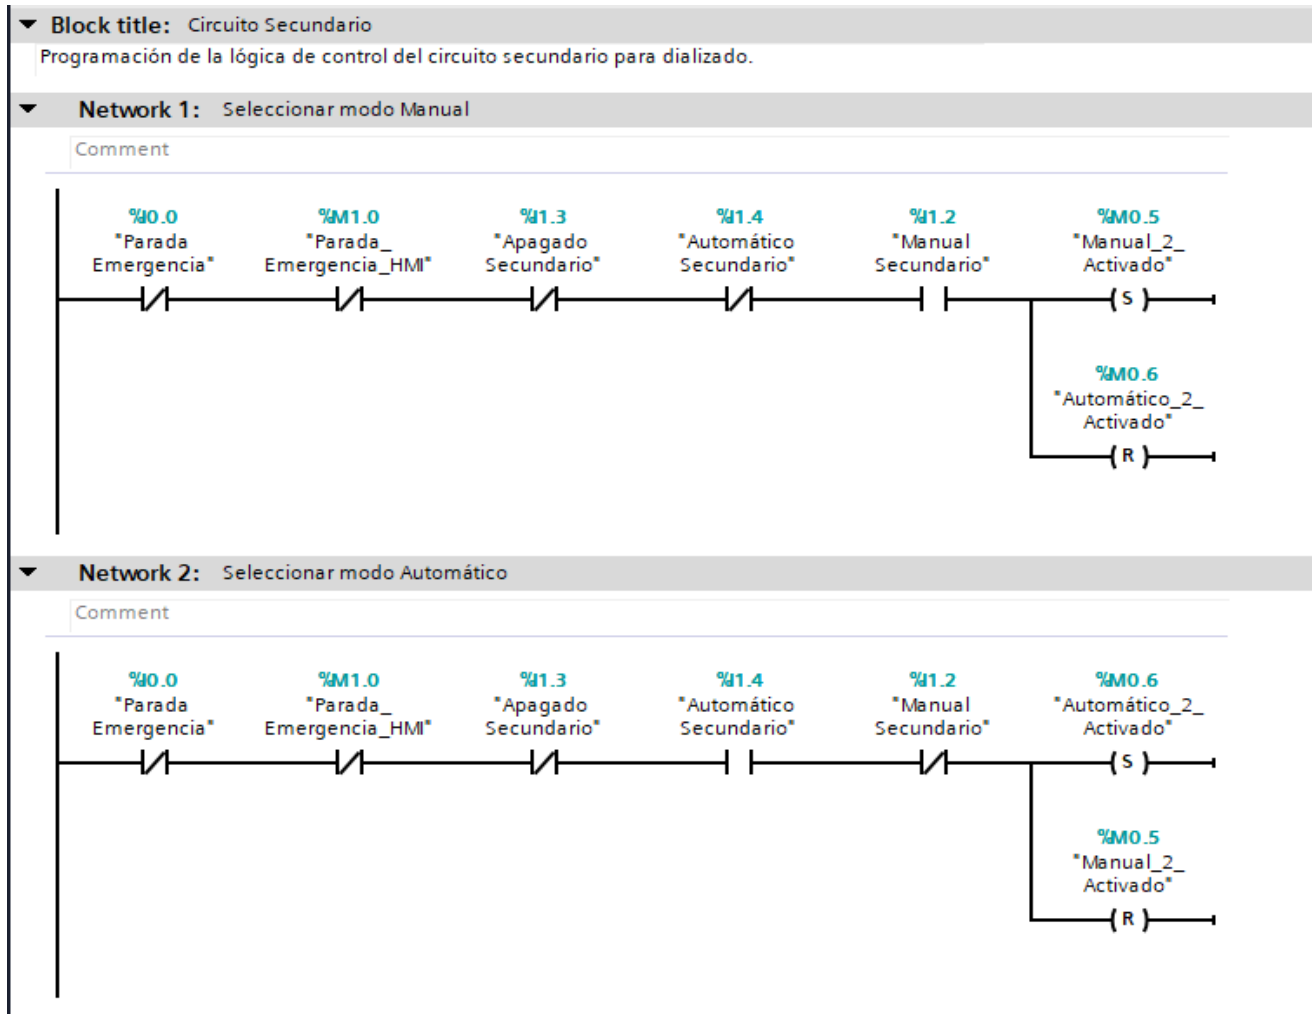 Block title: Circuito Secundario
Programación de la lógica de control del circuito secundario para dializado.
Network 1: Seleccionar modo Manual
Comment
%I0.0 %M1.0 %I1.3 %I1.4 %I1.2 %M0.5
"Parada "Parada_ "Apagado "Automático "Manual "Manual_2_
Emergencia" Emergencia_HMI" Secundario" Secundario" Secundario" Activado"
S
%M0.6
"Automático_2_
Activado"
R
Network 2: Seleccionar modo Automático
Comment
%I0.0 %M1.0 %I1.3 %I1.4 %I1.2 %M0.6
"Parada "Parada_ "Apagado "Automático "Manual "Automático_2_
Emergencia" Emergencia_HMI" Secundario" Secundario" Secundario" Activado"
S
%M0.5
"Manual_2_
Activado"
R